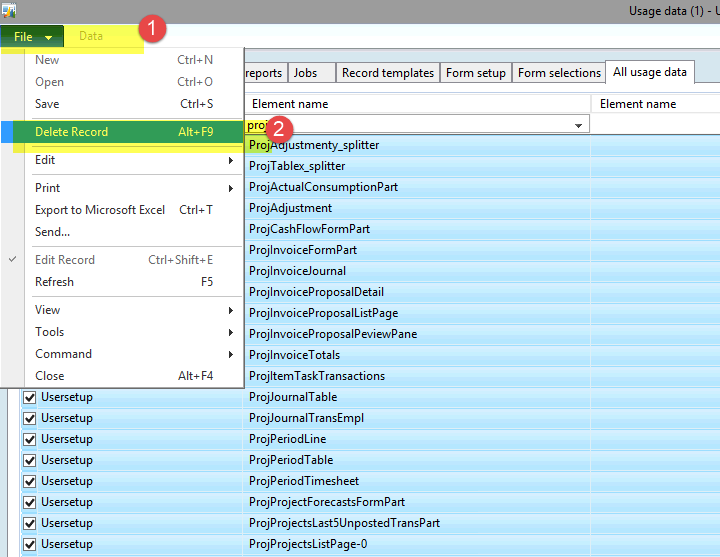 Usage data (1) -
File Data
1
New Ctrl+N
Open Ctrl+O
Save Ctrl+S
Delete Record Alt+F9
Edit
Print
Export to Microsoft Excel Ctrl+T
Send...
Edit Record Ctrl+Shift+E
Refresh F5
View
Tools
Command
Close Alt+F4
reports Jobs Record templates Form setup Form selections All usage data
Element name Element name
proj
2
ProjAdjustmenty_splitter
ProjTablex_splitter
ProjActualConsumptionPart
ProjAdjustment
ProjCashFlowFormPart
ProjInvoiceFormPart
ProjInvoiceJournal
ProjInvoiceProposalDetail
ProjInvoiceProposalListPage
ProjInvoiceProposalPeviewPane
ProjInvoiceTotals
ProjItemTaskTransactions
Usersetup ProjJournalTable
Usersetup ProjJournalTransEmpl
Usersetup ProjPeriodLine
Usersetup ProjPeriodTable
Usersetup ProjPeriodTimesheet
Usersetup ProjProjectForecastsFormPart
Usersetup ProjProjectsLast5UnpostedTransPart
Usersetup ProjProjectsListPage-0